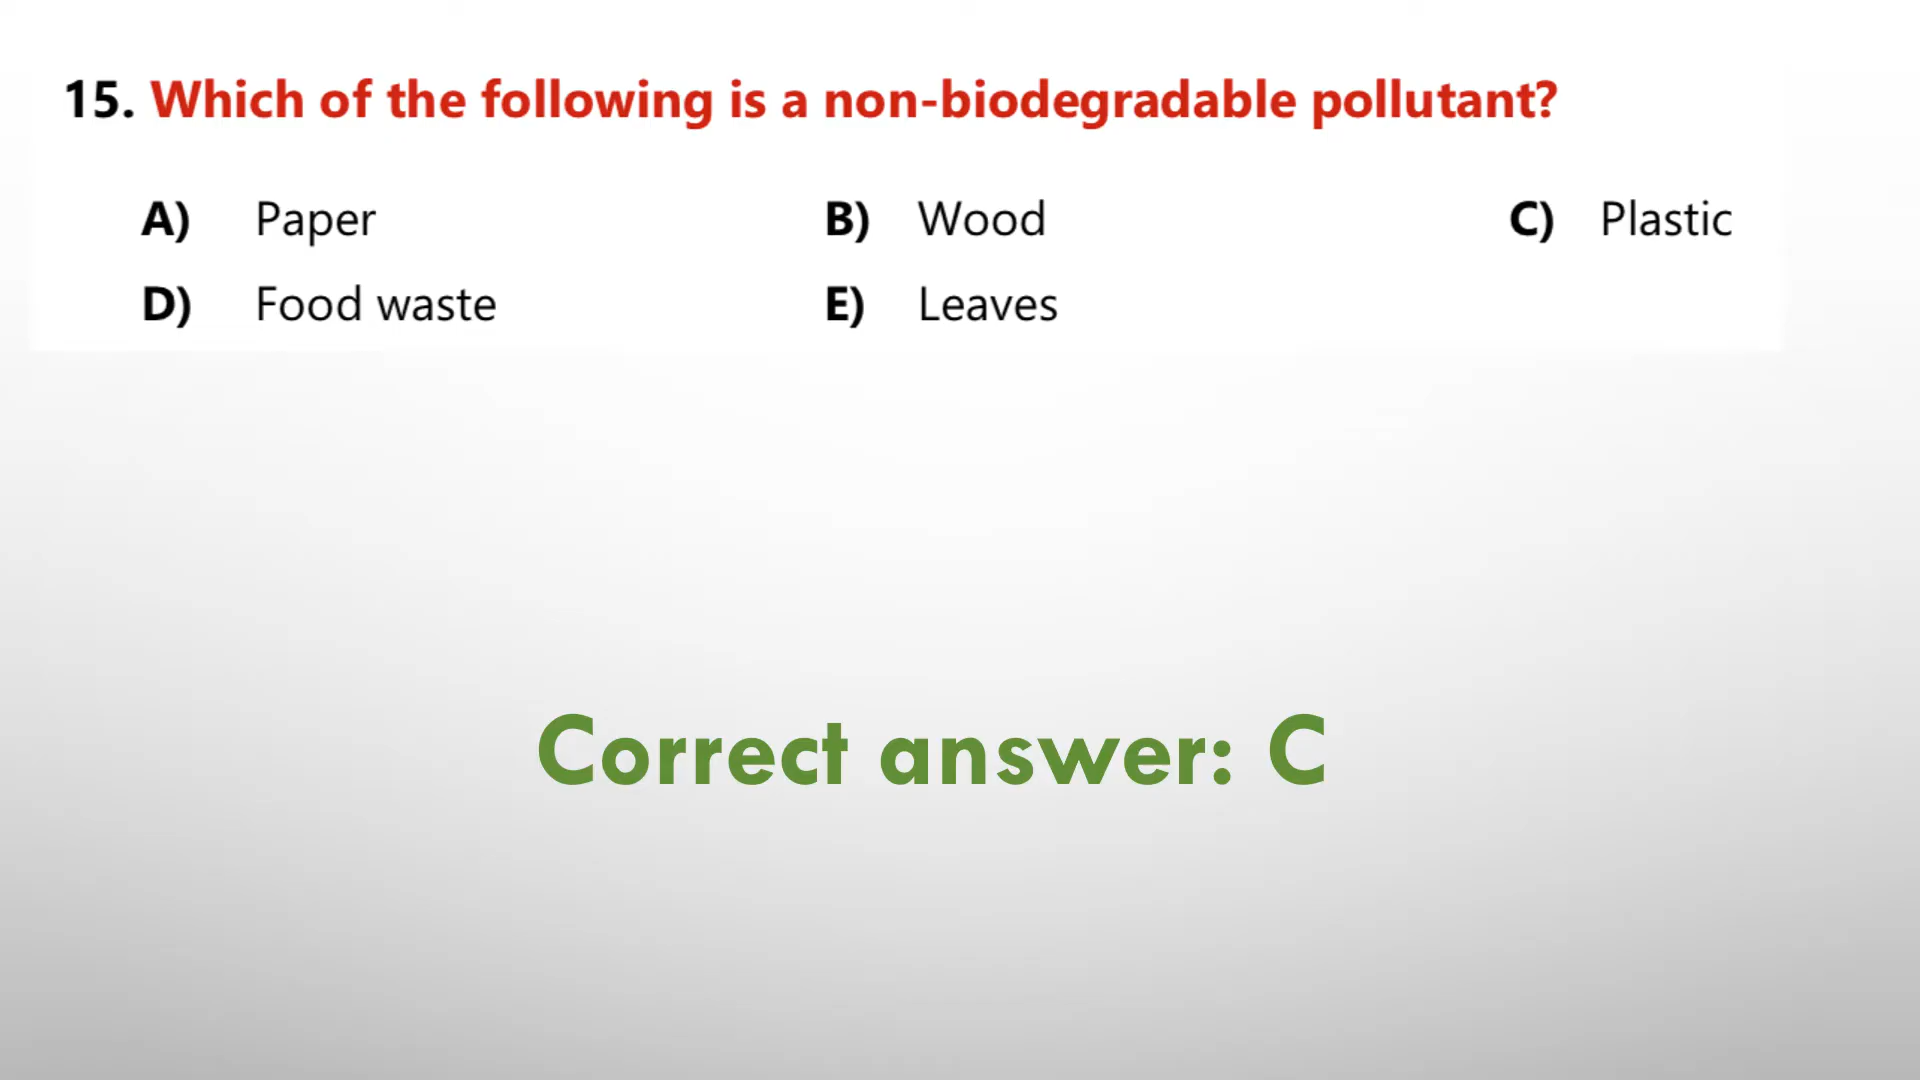 15. Which of the following is a non-biodegradable pollutant?
A) Paper B) Wood C) Plastic
D) Food waste E) Leaves
Correct answer: C